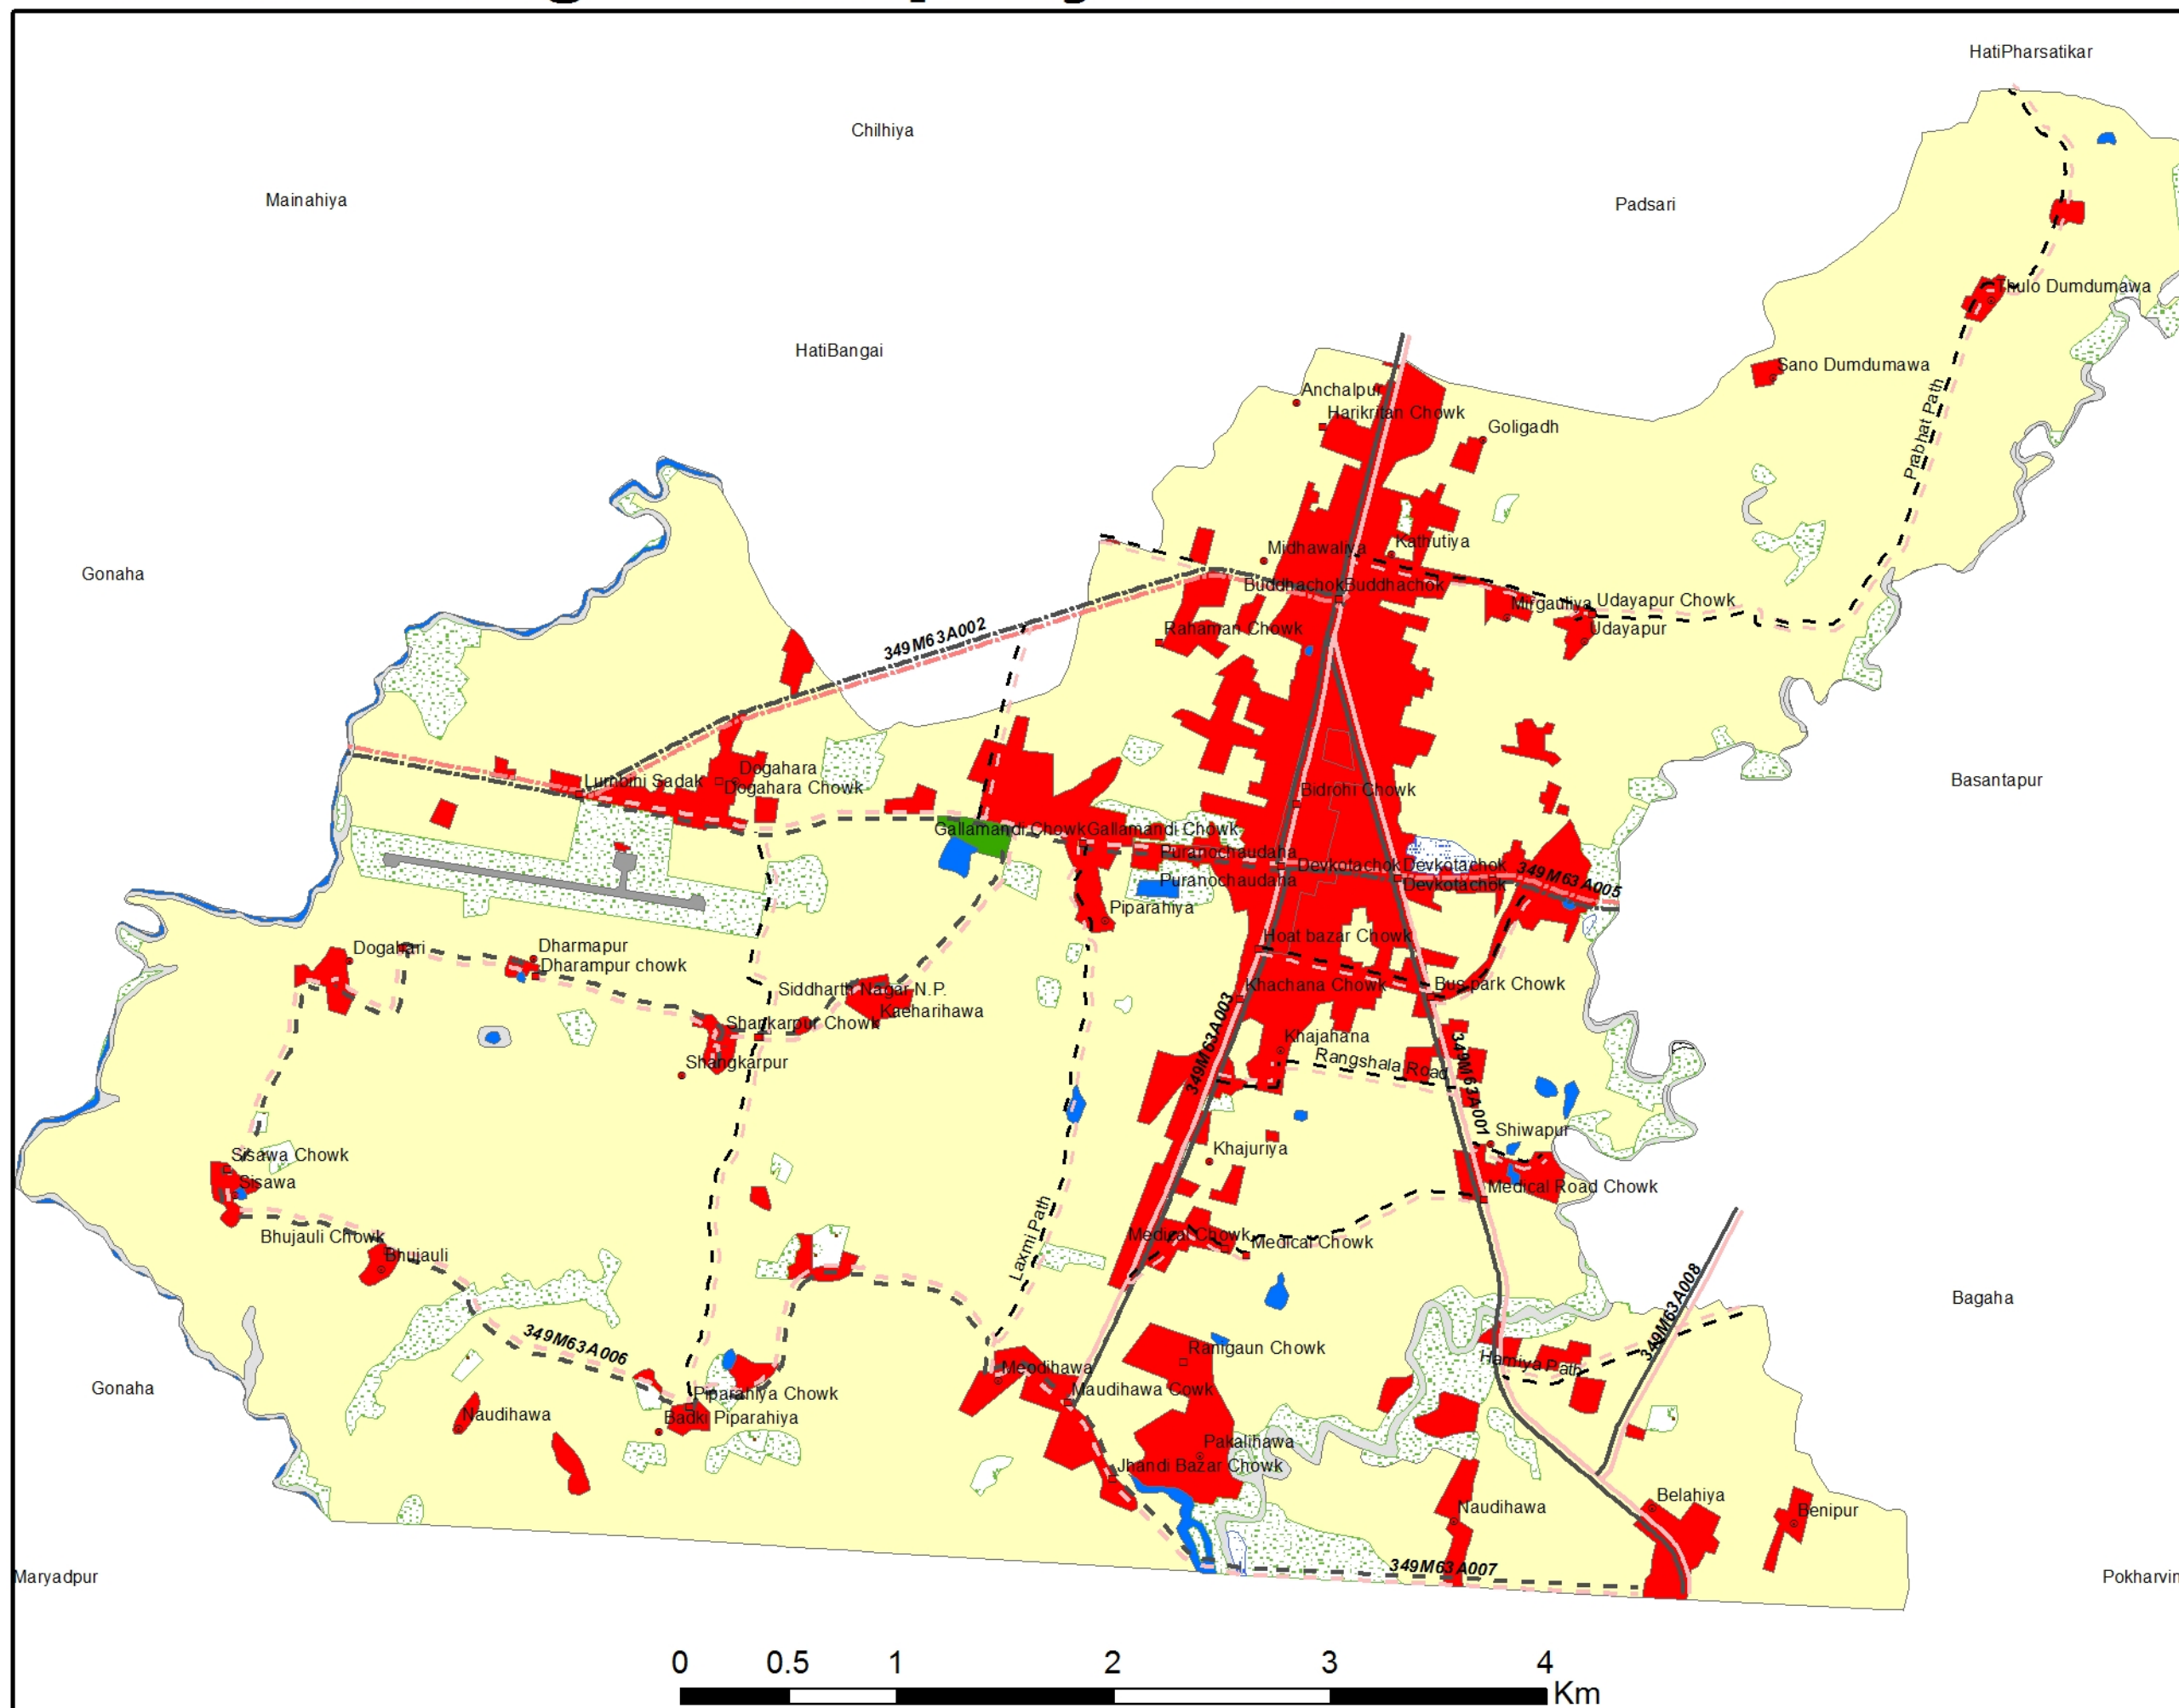 HatiPharsatikar
Chilhiya
Mainahiya
Padsari
Thulo Dumdumawa
HatiBangai
Sano Dumdumawa
Anchalpur
Harikritan Chowk
Prabhat Path
Goligadh
Midhawaliya
Kathutiya
Gonaha
Buddhachok
Buddhachok
Mirgauliya
Udayapur Chowk
349M63A002
Rahaman Chowk
Udayapur
Lumbini Sadak
Dogahara
Dogahara Chowk
Basantapur
Bidrohi Chowk
Gallamandi Chowk
Gallamandi Chowk
Puranochaudaha
Devkotachok
Devkotachok
349M63A005
Puranochaudaha
Devkotachok
Piparahiya
Dogahari
Dharmapur
Dharampur chowk
Hoat bazar Chowk
Siddharth Nagar N.P.
Khachana Chowk
Bus park Chowk
Kaeharihawa
Shankarpur Chowk
349M63A003
Khajahana
Rangshala Road
349M63A001
Shangkarpur
Shiwapur
Khajuriya
Sisawa Chowk
Sisawa
Medical Road Chowk
Bhujauli Chowk
Bhujauli
Laxmi Path
Medical Chowk
Medical Chowk
349M63A008
Bagaha
349M63A006
Ranigaun Chowk
Hamiya Path
Meodihawa
Maudihawa Cowk
Gonaha
Piparahiya Chowk
Naudihawa
Badki Piparahiya
Pakalihawa
Jhandi Bazar Chowk
Belahiya
Naudihawa
Benipur
349M63A007
Maryadpur
Pokharvin
0 0.5 1 2 3 4
Km